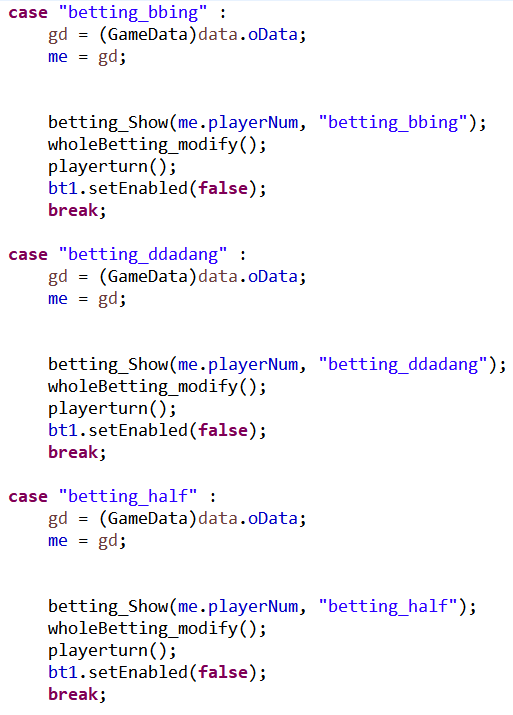 case "betting_bbing" :
    gd = (GameData)data.oData;
    me = gd;
    betting_Show(me.playerNum, "betting_bbing");
    wholeBetting_modify();
    playerturn();
    bt1.setEnabled(false);
    break;
case "betting_ddadang" :
    gd = (GameData)data.oData;
    me = gd;
    betting_Show(me.playerNum, "betting_ddadang");
    wholeBetting_modify();
    playerturn();
    bt1.setEnabled(false);
    break;
case "betting_half" :
    gd = (GameData)data.oData;
    me = gd;
    betting_Show(me.playerNum, "betting_half");
    wholeBetting_modify();
    playerturn();
    bt1.setEnabled(false);
    break;